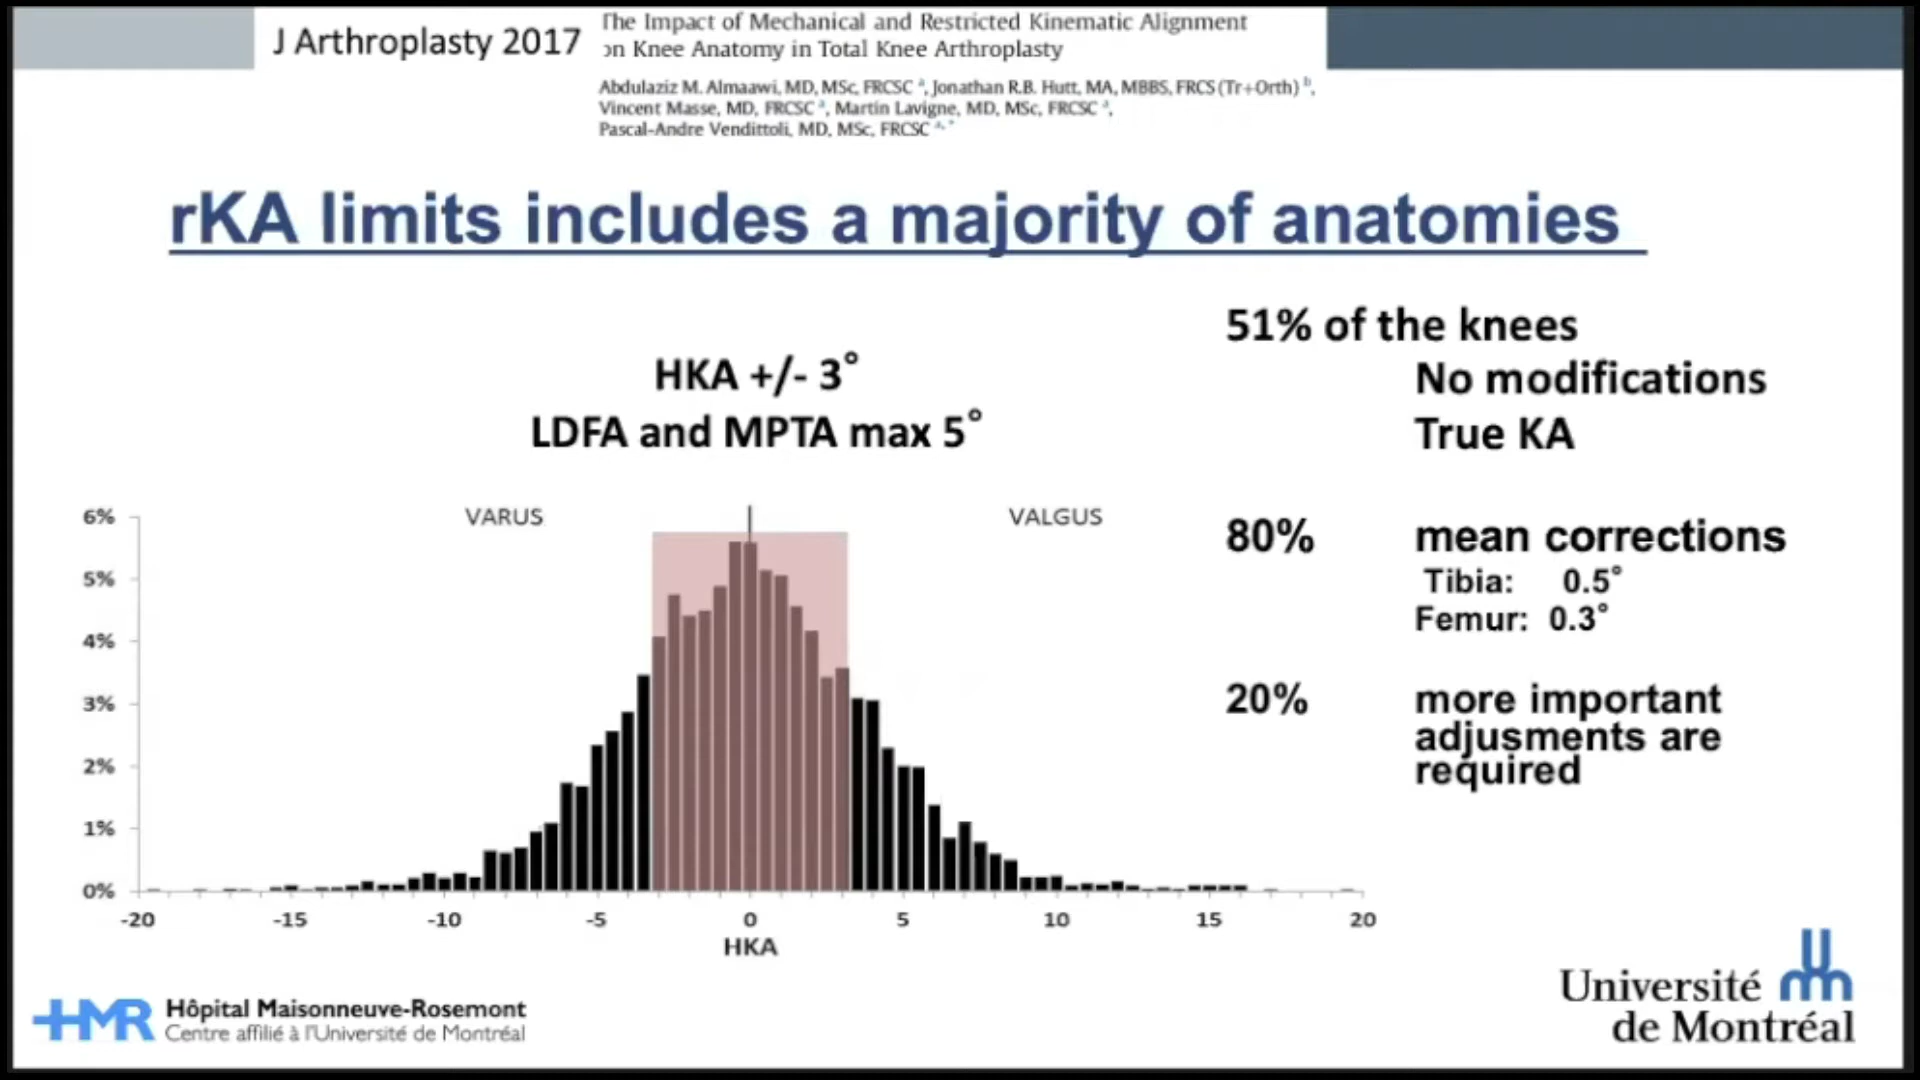 J Arthroplasty 2017
The Impact of Mechanical and Restricted Kinematic Alignment
on Knee Anatomy in Total Knee Arthroplasty
Abdulaziz M. Almaawi, MD, MSc, FRCSC a, Jonathan R.B. Hutt, MA, MBBS, FRCS (Tr+Orth) b,
Vincent Masse, MD, FRCSC a, Martin Lavigne, MD, MSc, FRCSC a,
Pascal-Andre Vendittoli, MD, MSc, FRCSC a, *
rKA limits includes a majority of anatomies
HKA +/- 3°
LDFA and MPTA max 5°
51% of the knees
No modifications
True KA
80% mean corrections
Tibia: 0.5°
Femur: 0.3°
20% more important
adjusments are
required
VARUS
VALGUS
6%
5%
4%
3%
2%
1%
0%
-20 -15 -10 -5 0 5 10 15 20
HKA
HMR
Hôpital Maisonneuve-Rosemont
Centre affilié à l'Université de Montréal
Université
de Montréal